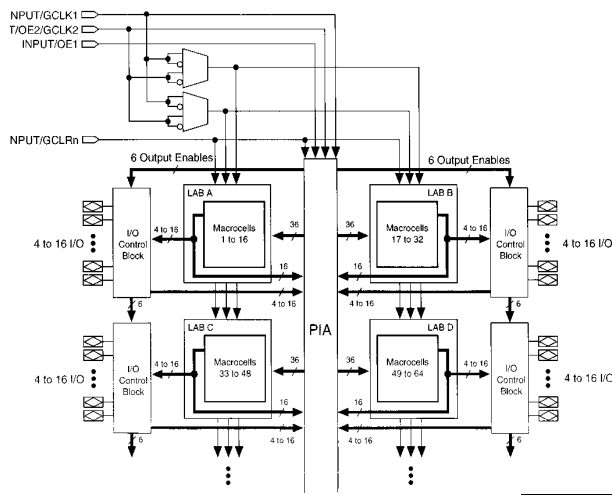 NPUT/GCLK1
T/OE2/GCLK2
INPUT/OE1
NPUT/GCLRn
6 Output Enables
6 Output Enables
LAB A
LAB B
4 to 16 I/O
I/O
Control
Block
4 to 16
Macrocells
1 to 16
36
36
Macrocells
17 to 32
4 to 16
I/O
Control
Block
4 to 16 I/O
16
16
4 to 16
4 to 16
6
6
PIA
LAB C
LAB D
4 to 16 I/O
I/O
Control
Block
4 to 16
Macrocells
33 to 48
36
36
Macrocells
49 to 64
4 to 16
I/O
Control
Block
4 to 16 I/O
16
16
6
4 to 16
4 to 16
6